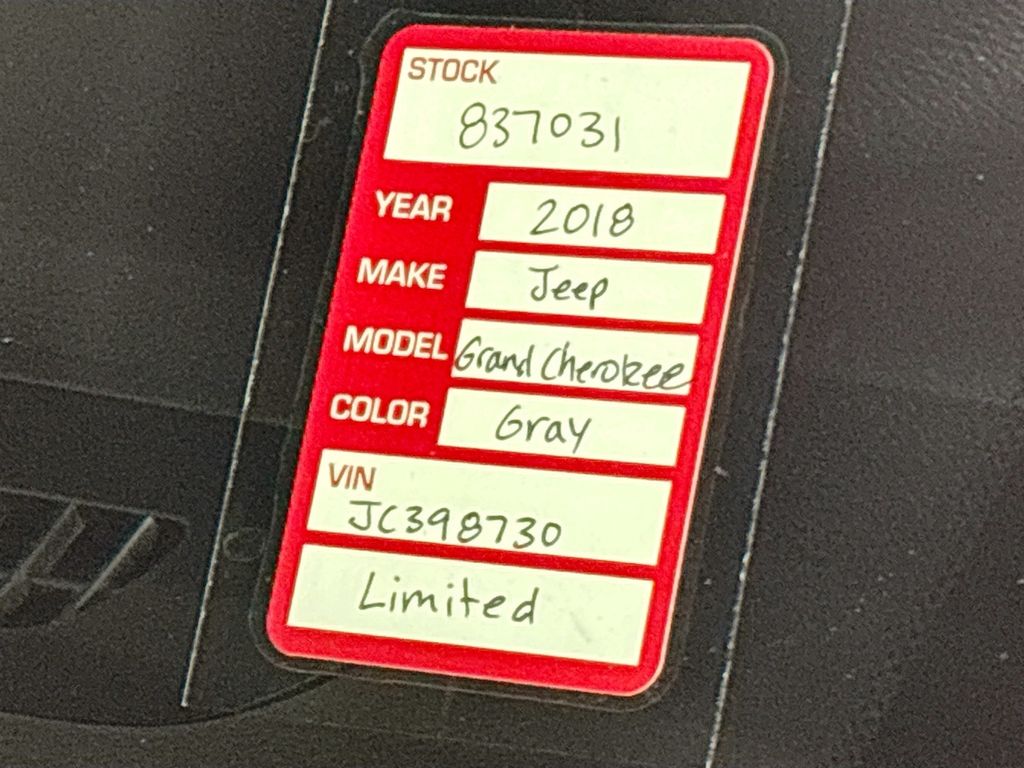 STOCK
837031
YEAR 2018
MAKE Jeep
MODEL Grand Cherokee
COLOR Gray
VIN
JC398730
Limited